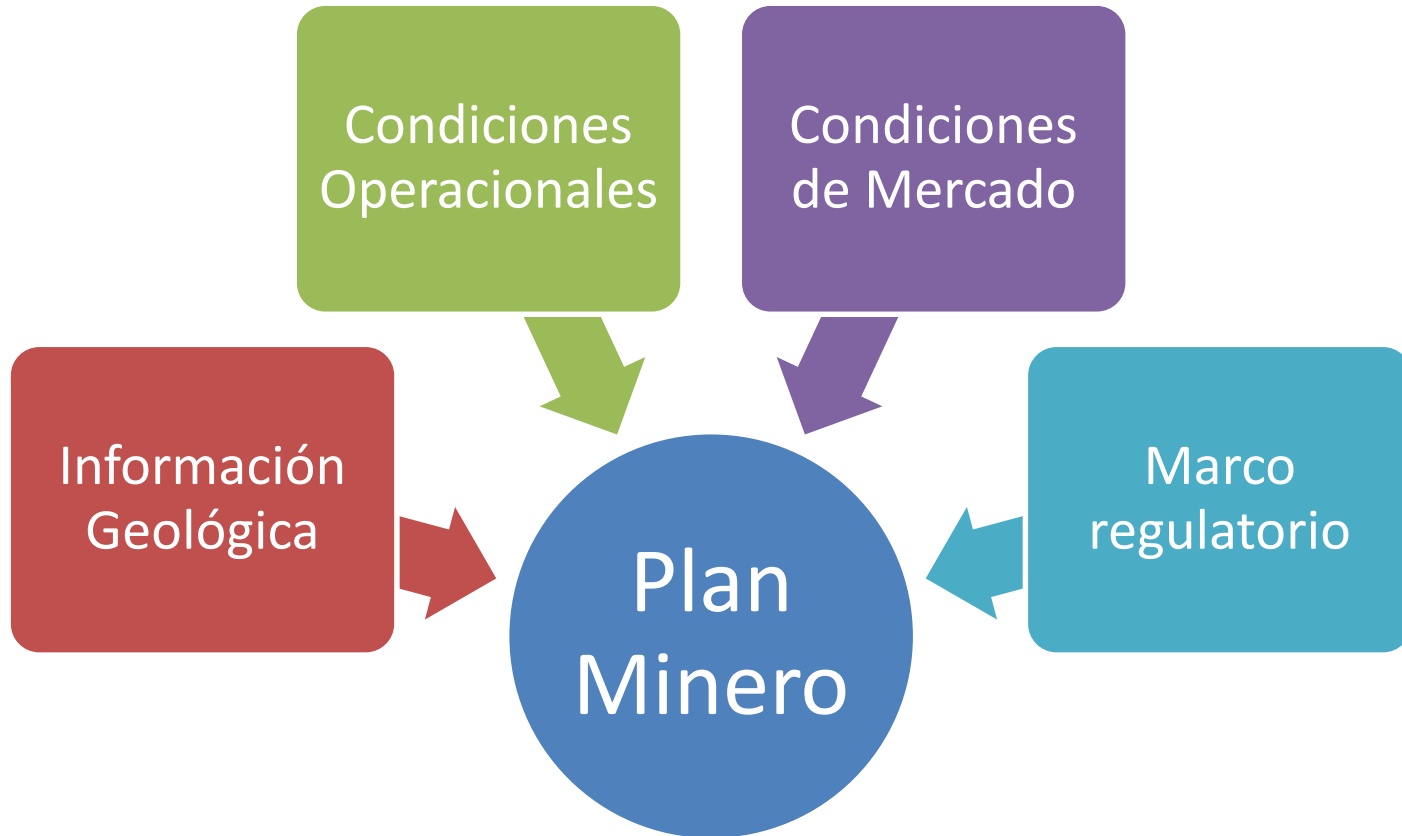 Condiciones
Operacionales
Condiciones
de Mercado
Información
Geológica
Marco
regulatorio
Plan
Minero